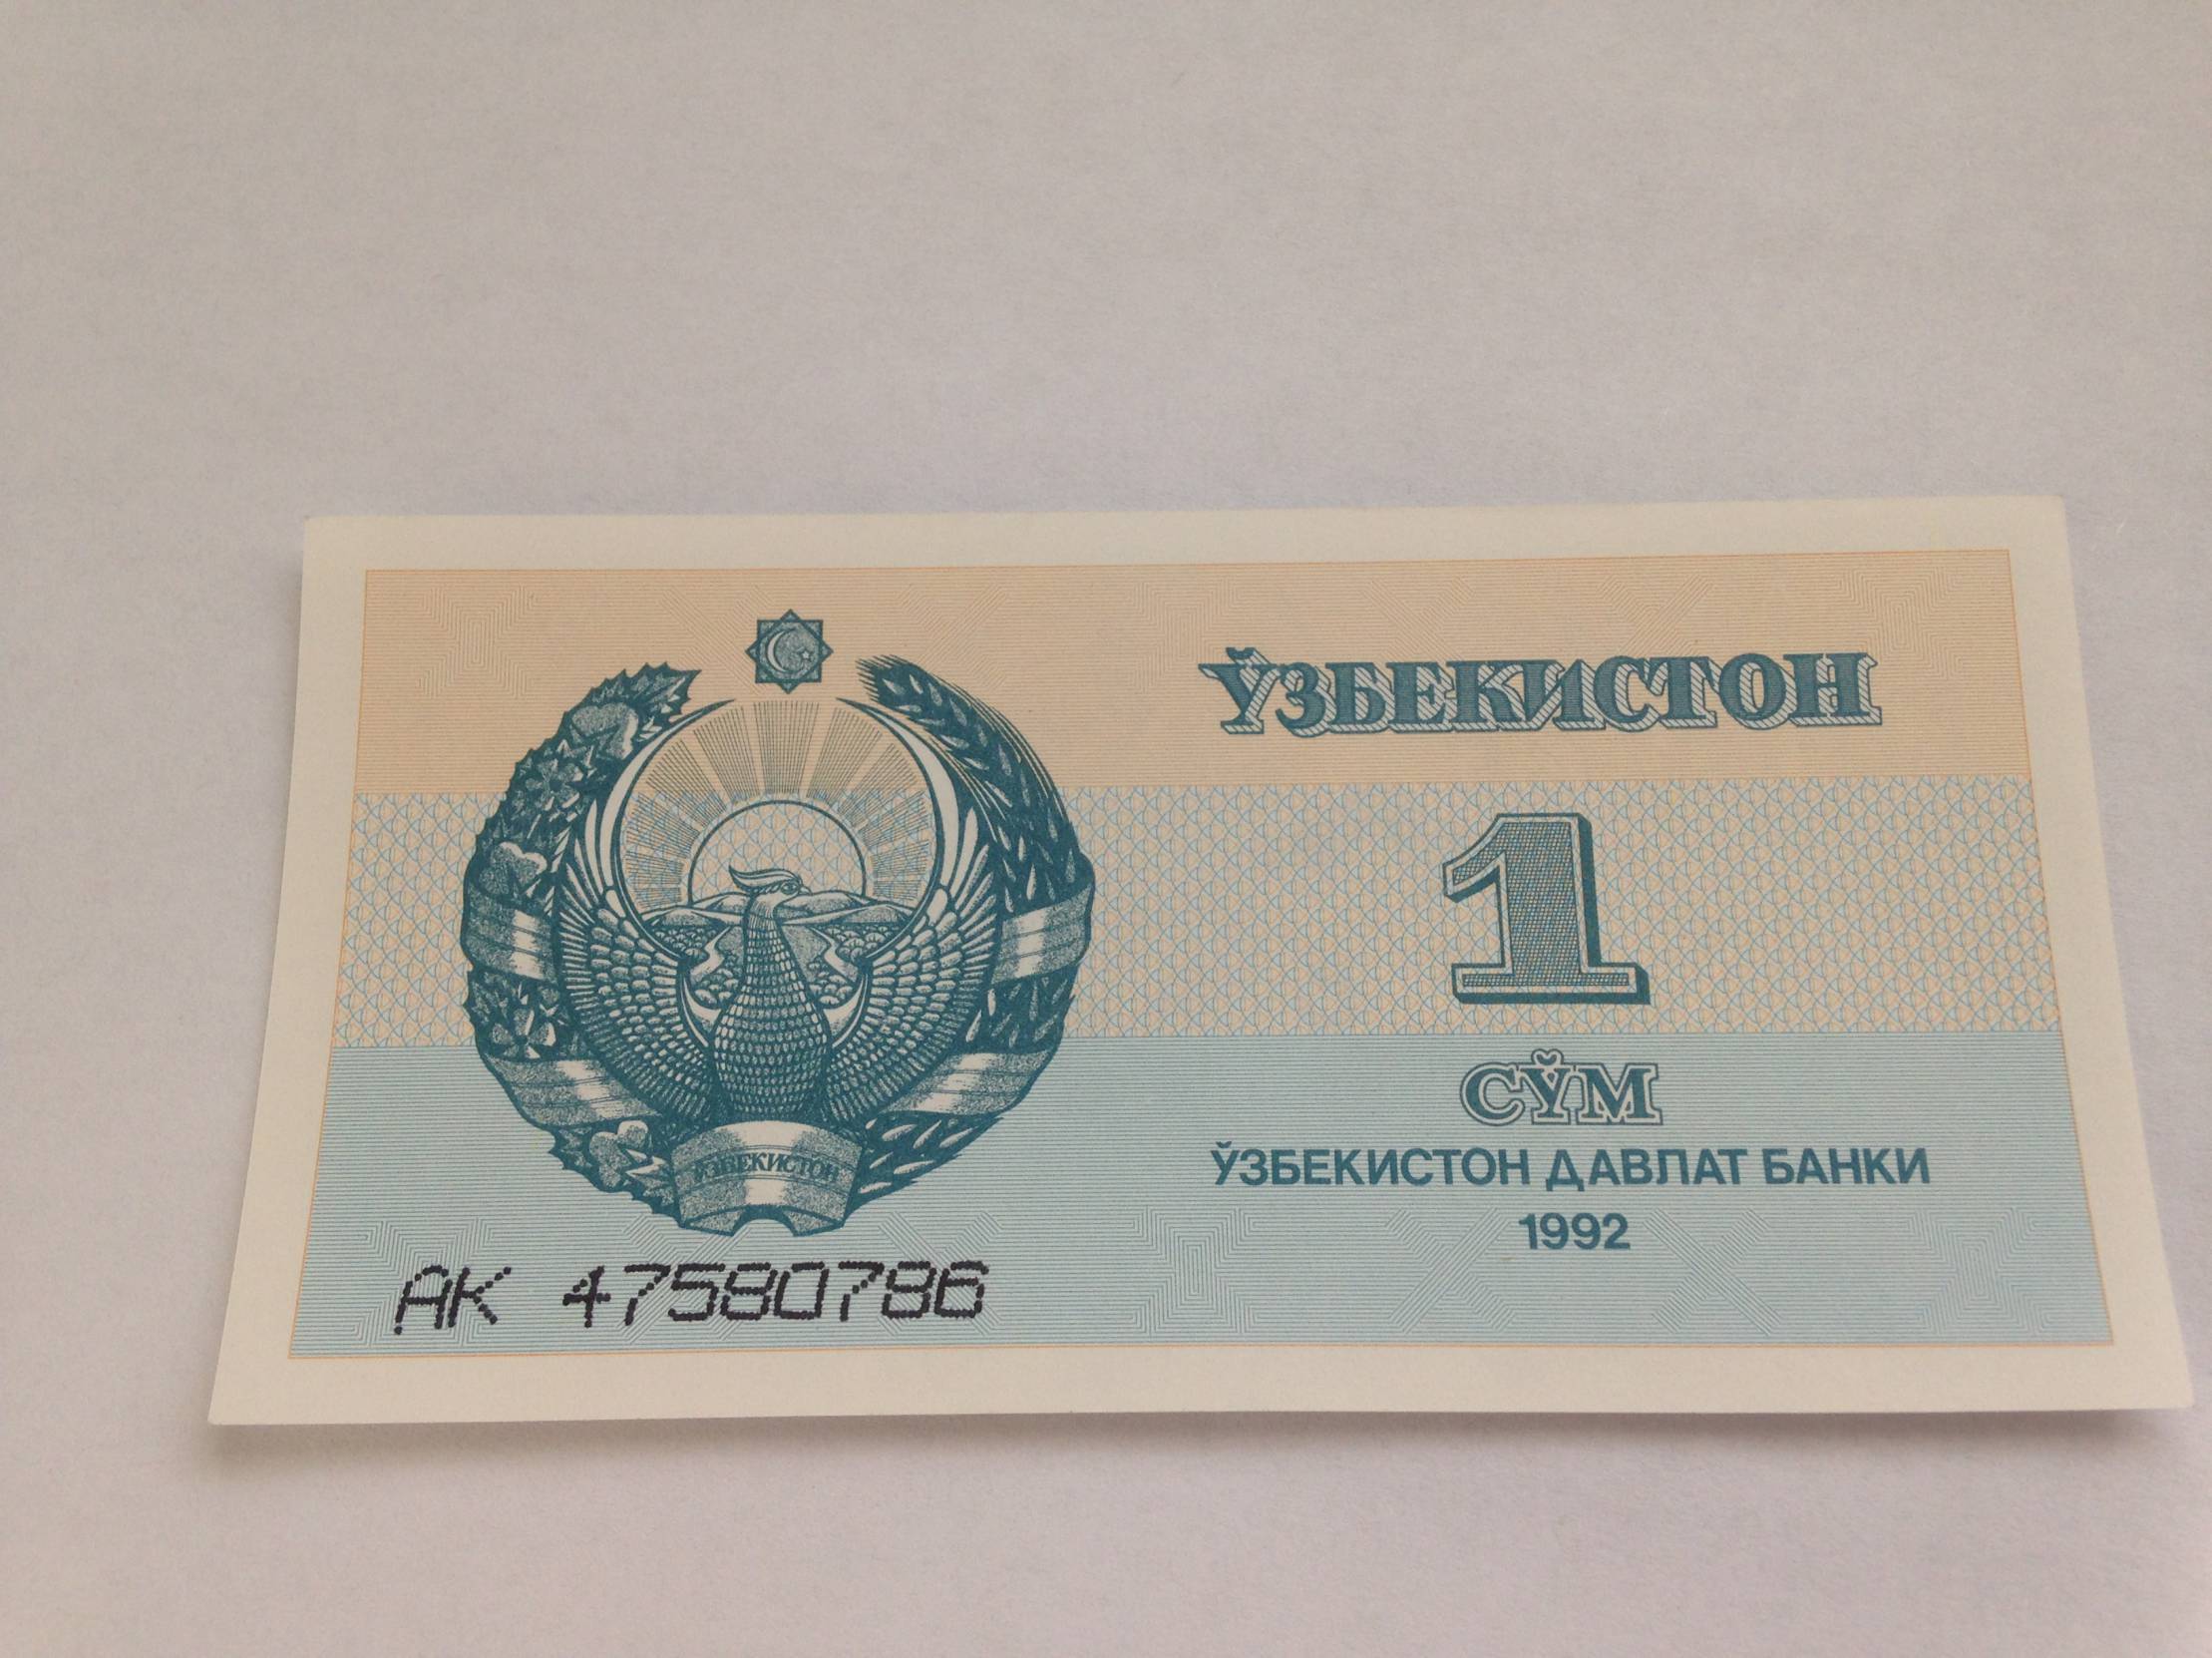 ЎЗБЕКИСТОН
1
СЎМ
ЎЗБЕКИСТОН ДАВЛАТ БАНКИ
1992
ЎЗБЕКИСТОН
АК 47580786